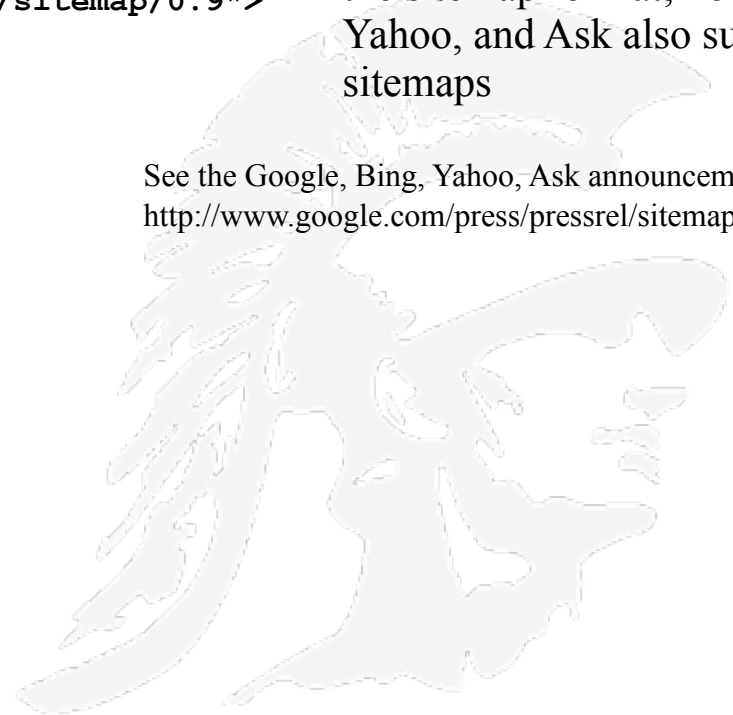 /sitemap/0.9">
Yahoo, and Ask also su
sitemaps
See the Google, Bing, Yahoo, Ask announcem
http://www.google.com/press/pressrel/sitemap